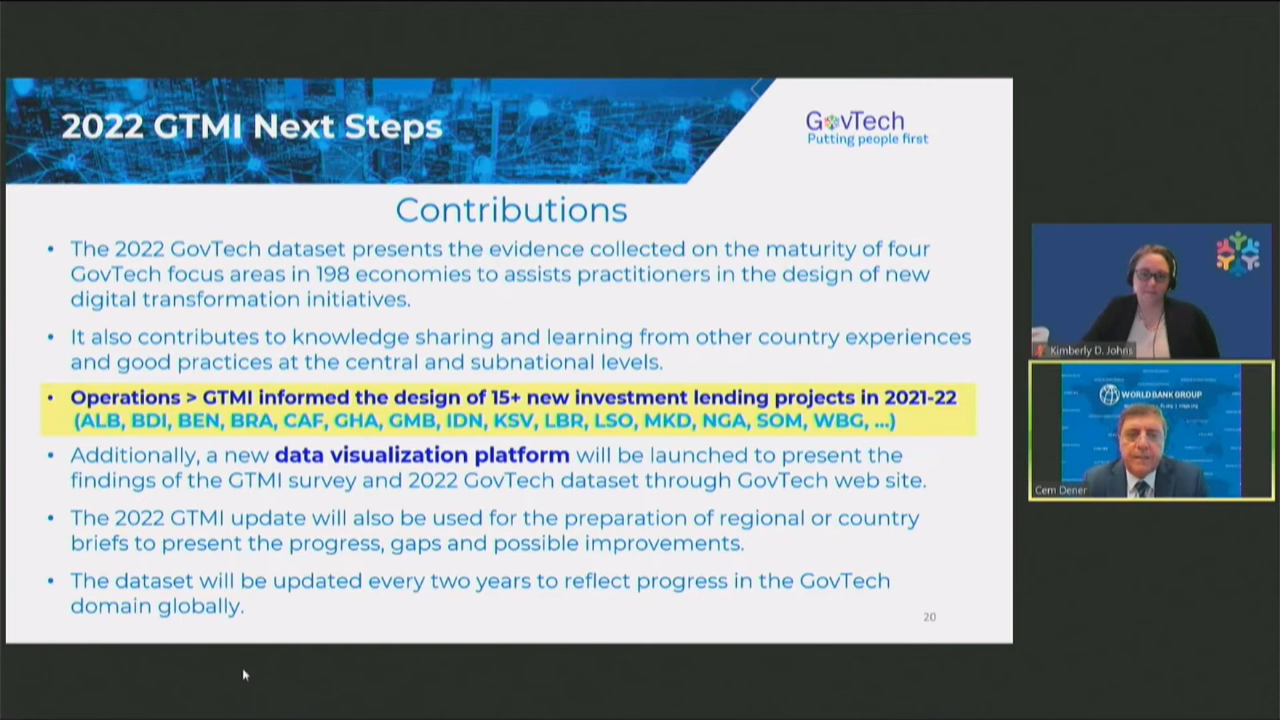 2022 GTMI Next Steps
GovTech
Putting people first
Contributions
• The 2022 GovTech dataset presents the evidence collected on the maturity of four
GovTech focus areas in 198 economies to assists practitioners in the design of new
digital transformation initiatives.
• It also contributes to knowledge sharing and learning from other country experiences
and good practices at the central and subnational levels.
• Operations > GTMI informed the design of 15+ new investment lending projects in 2021-22
(ALB, BDI, BEN, BRA, CAF, GHA, GMB, IDN, KSV, LBR, LSO, MKD, NGA, SOM, WBG, ...)
• Additionally, a new data visualization platform will be launched to present the
findings of the GTMI survey and 2022 GovTech dataset through GovTech web site.
• The 2022 GTMI update will also be used for the preparation of regional or country
briefs to present the progress, gaps and possible improvements.
• The dataset will be updated every two years to reflect progress in the GovTech
domain globally.
20
Kimberly D. Johns
WORLD BANK GROUP
Cem Dener